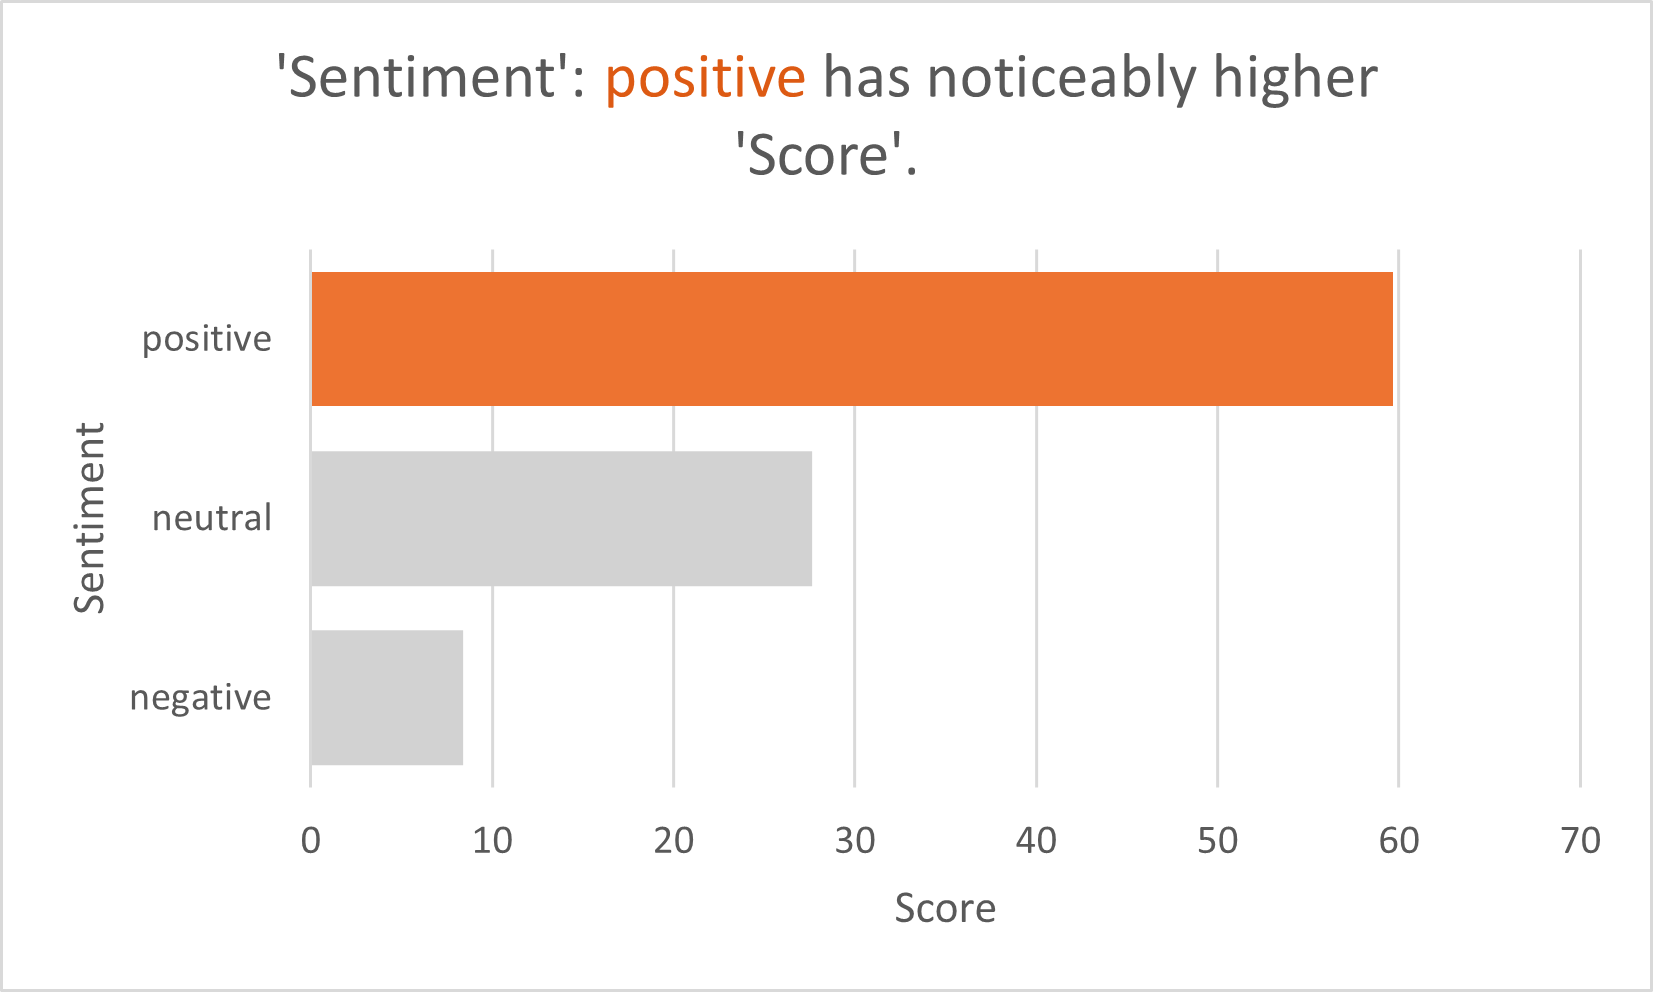 'Sentiment': positive has noticeably higher
'Score'.
positive
neutral
negative
Sentiment
0 10 20 30 40 50 60 70
Score